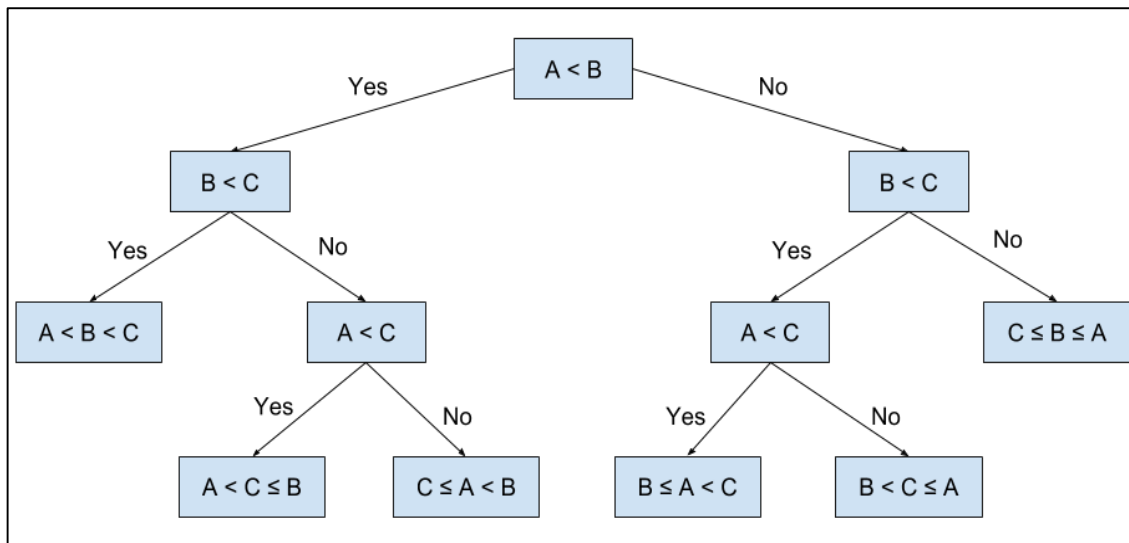 A < B
Yes
No
B < C
B < C
Yes
No
Yes
No
A < B < C
A < C
A < C
C ≤ B ≤ A
Yes
No
Yes
No
A < C ≤ B
C ≤ A < B
B ≤ A < C
B < C ≤ A